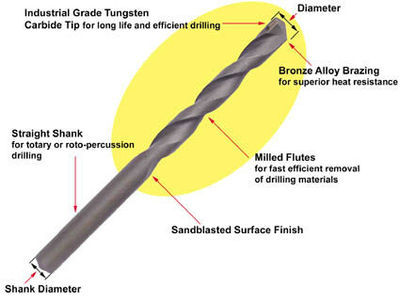 Industrial Grade Tungsten
Carbide Tip for long life and efficient drilling
Diameter
Bronze Alloy Brazing
for superior heat resistance
Straight Shank
for totary or roto-percussion
drilling
Milled Flutes
for fast efficient removal
of drilling materials
Sandblasted Surface Finish
Shank Diameter